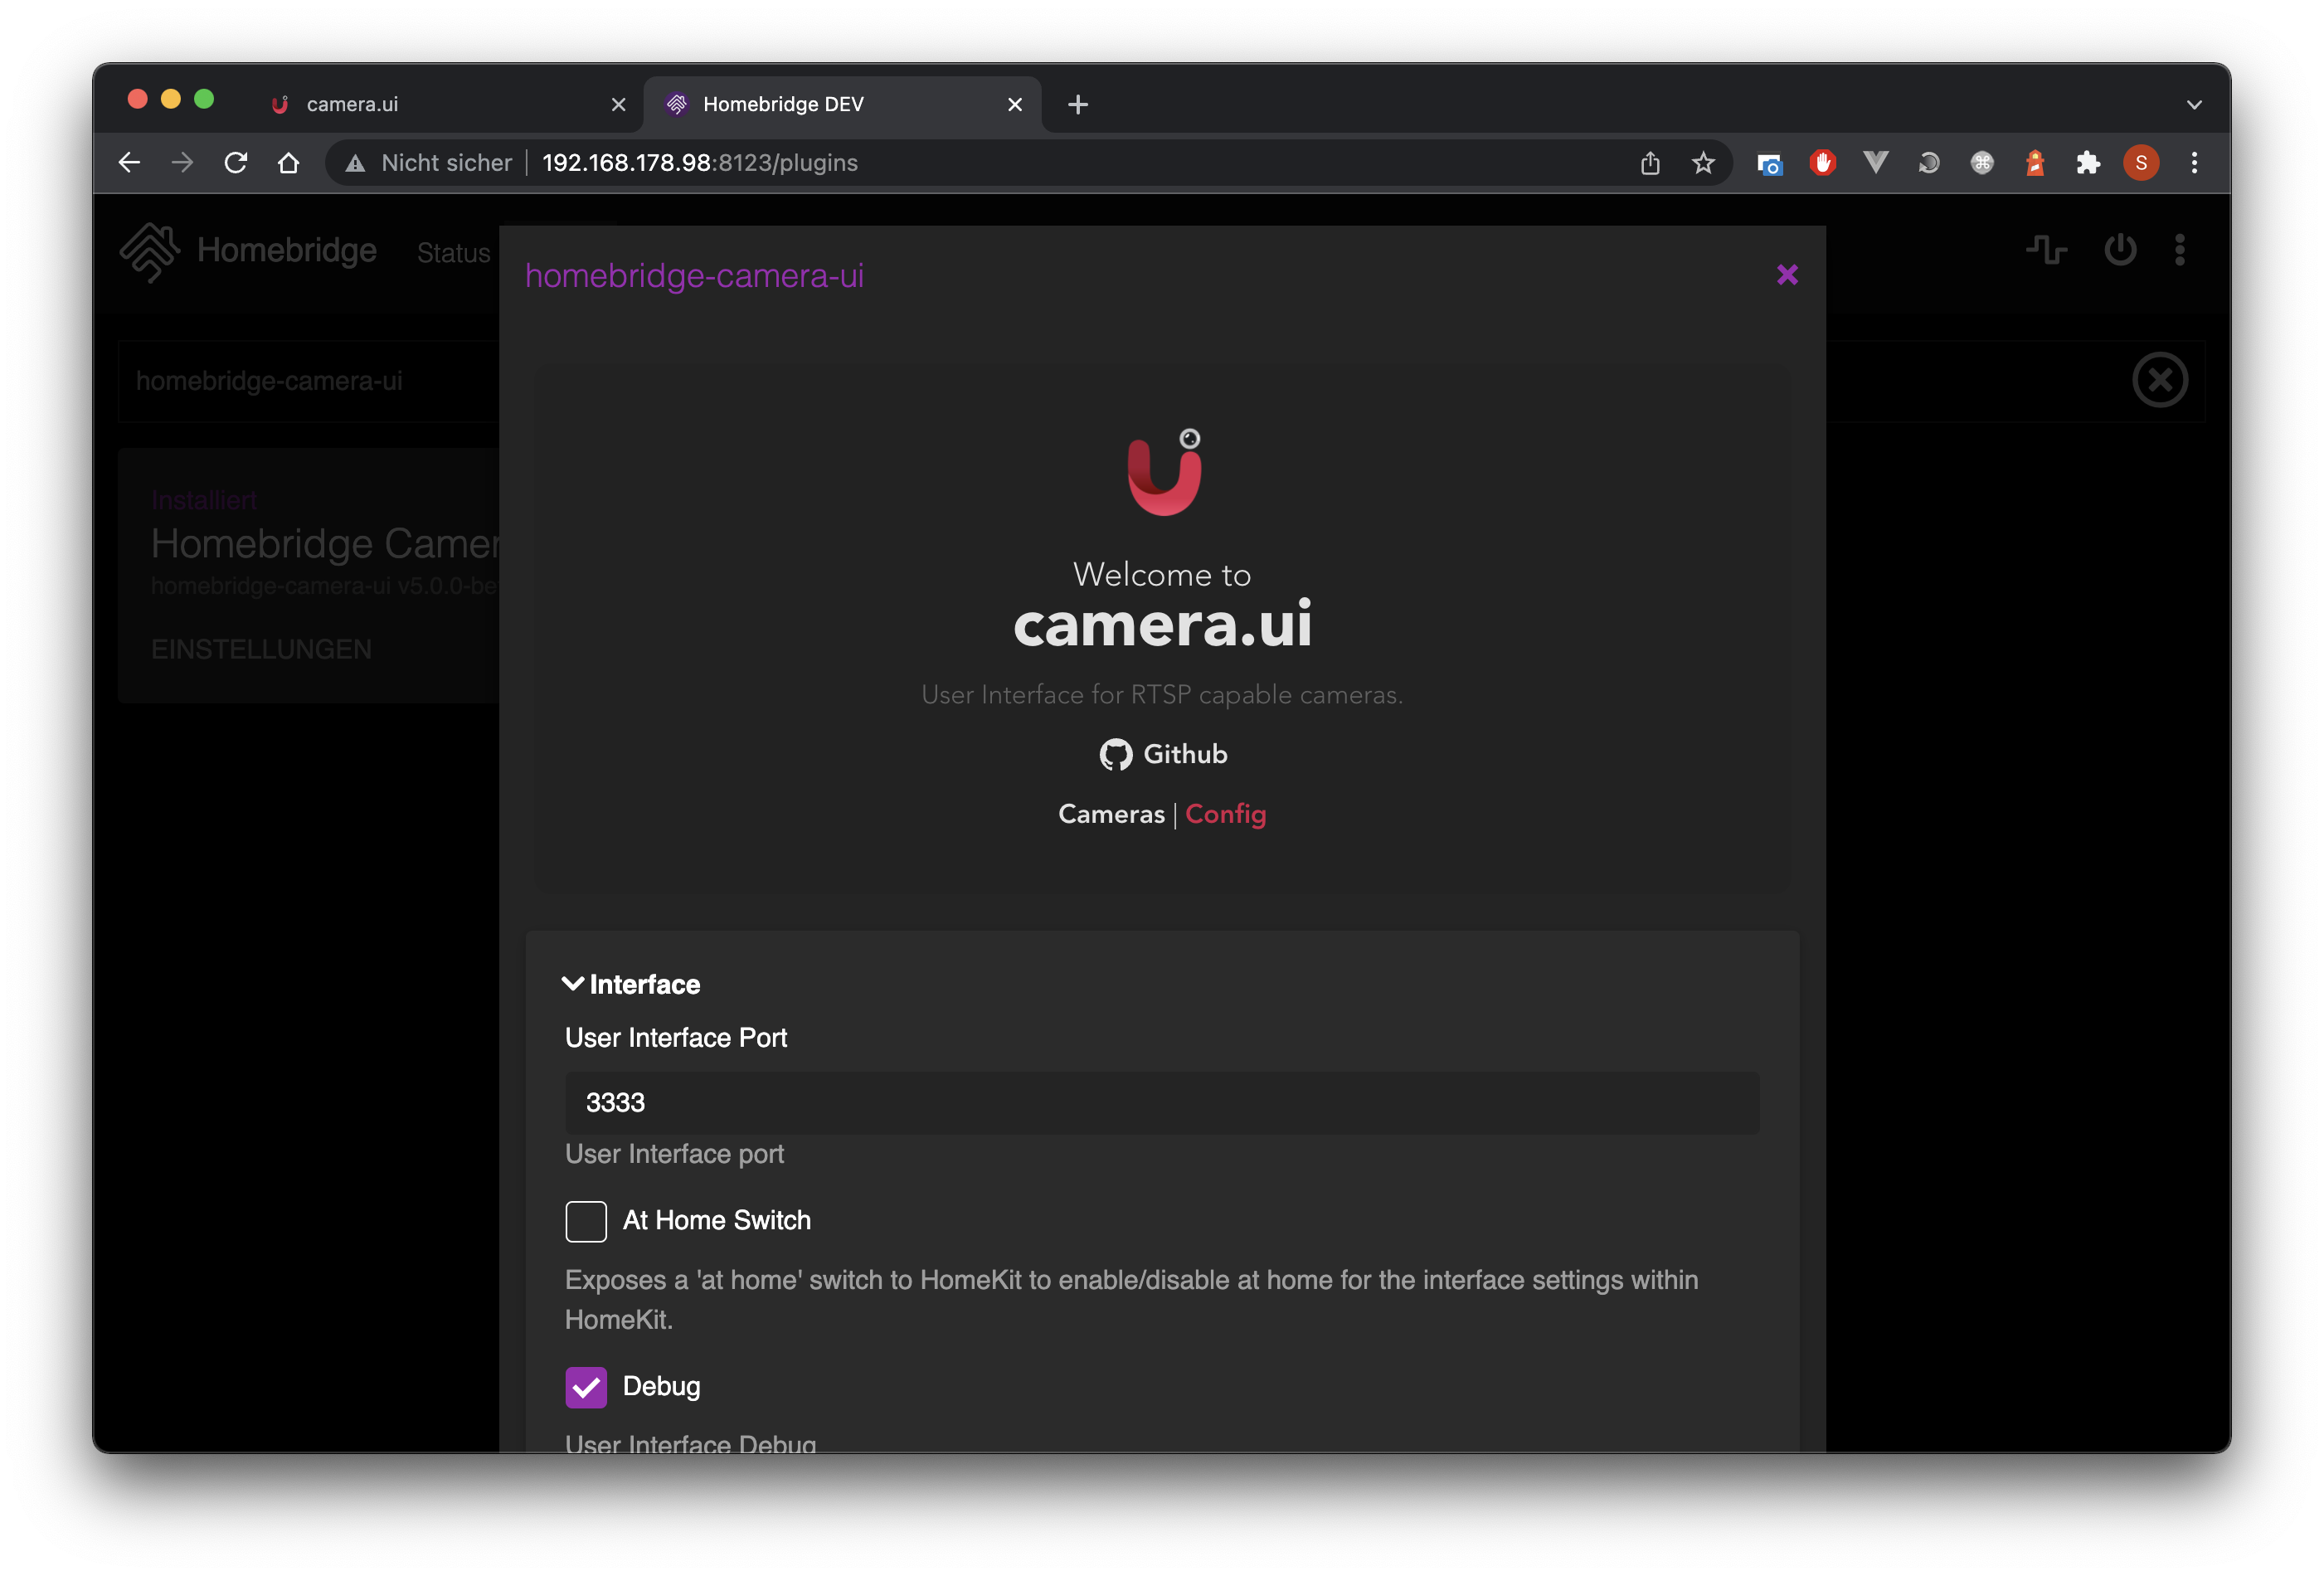 camera.ui
Homebridge DEV
Nicht sicher
192.168.178.98:8123/plugins
S
Homebridge
Status
homebridge-camera-ui
homebridge-camera-ui
Installiert
Homebridge Camer
homebridge-camera-ui v5.0.0-be
EINSTELLUNGEN
Welcome to
camera.ui
User Interface for RTSP capable cameras.
Github
Cameras | Config
Interface
User Interface Port
3333
User Interface port
At Home Switch
Exposes a 'at home' switch to HomeKit to enable/disable at home for the interface settings within
HomeKit.
Debug
User Interface Debug